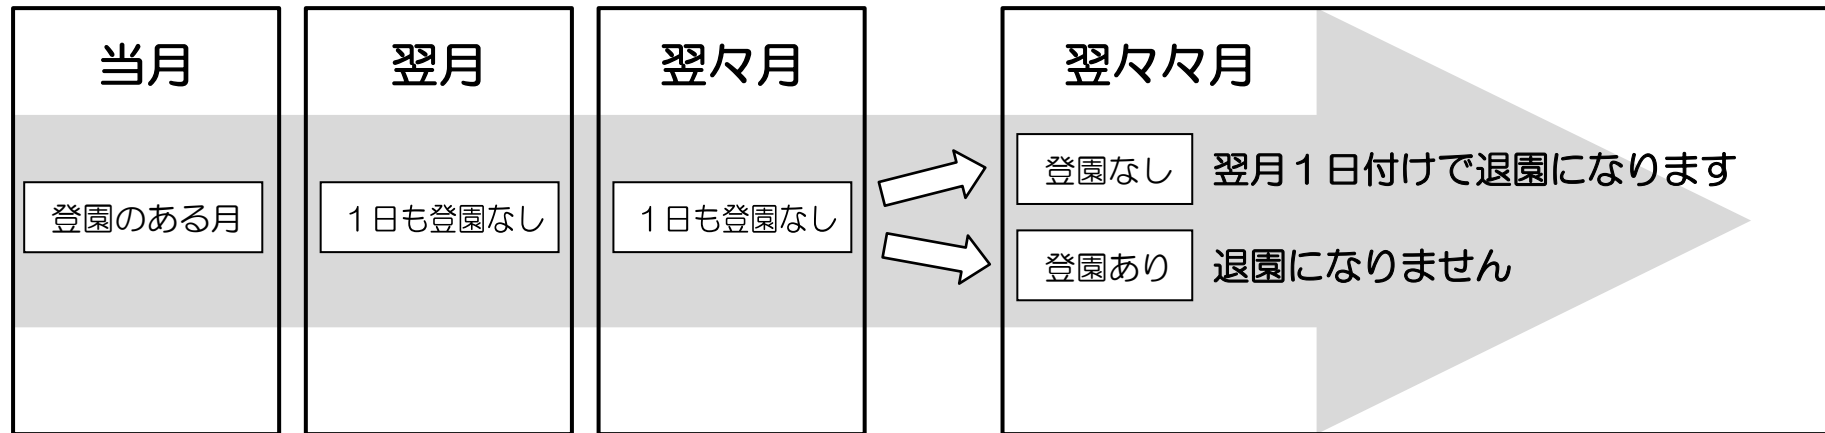 当月
登園のある月
翌月
１日も登園なし
翌々月
１日も登園なし
翌々々月
登園なし 翌月１日付けで退園になります
登園あり 退園になりません